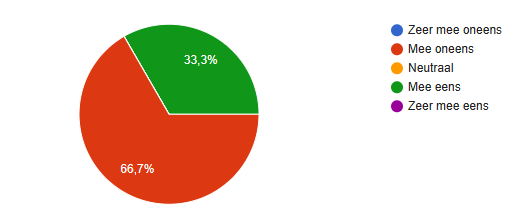 Zeer mee oneens
Mee oneens
Neutraal
Mee eens
Zeer mee eens
33,3%
66,7%